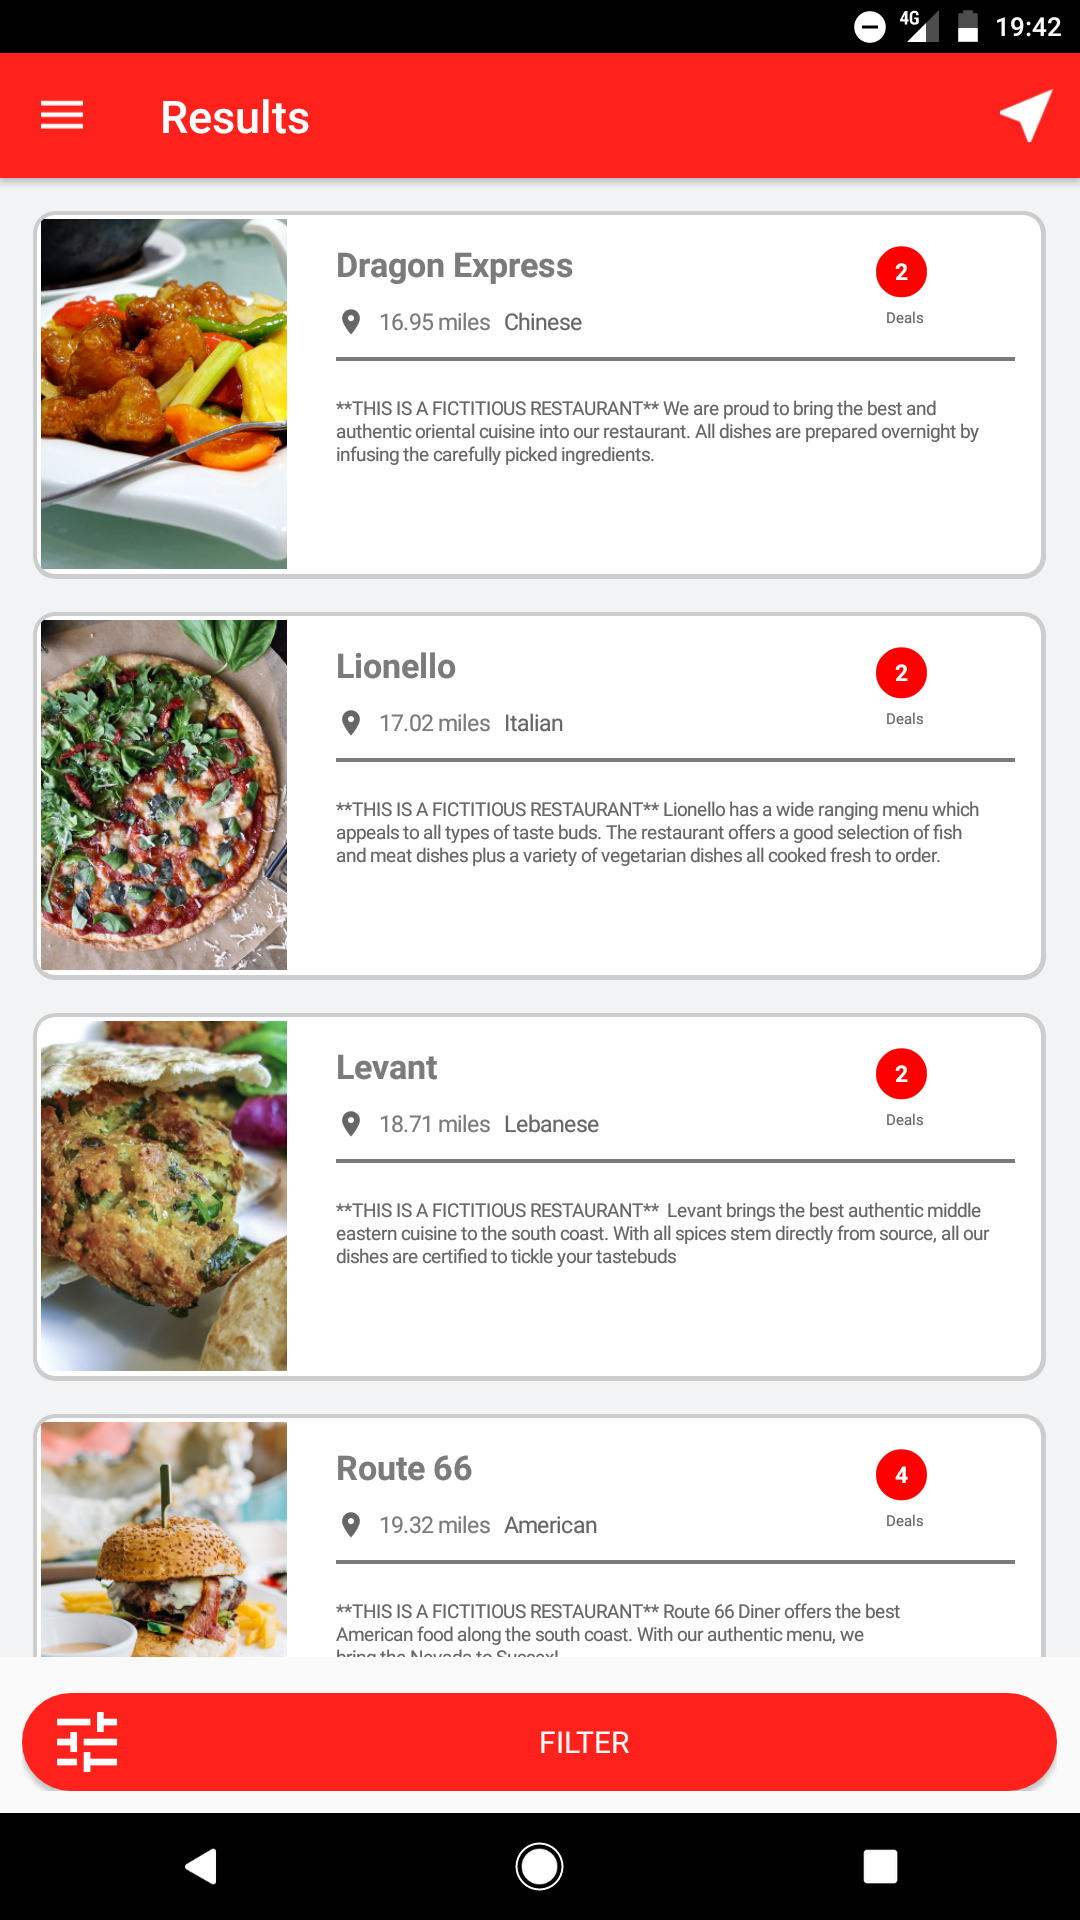 4G 19:42
Results
Dragon Express
2
16.95 miles Chinese
Deals
**THIS IS A FICTITIOUS RESTAURANT** We are proud to bring the best and
authentic oriental cuisine into our restaurant. All dishes are prepared overnight by
infusing the carefully picked ingredients.
Lionello
2
17.02 miles Italian
Deals
**THIS IS A FICTITIOUS RESTAURANT** Lionello has a wide ranging menu which
appeals to all types of taste buds. The restaurant offers a good selection of fish
and meat dishes plus a variety of vegetarian dishes all cooked fresh to order.
Levant
2
18.71 miles Lebanese
Deals
**THIS IS A FICTITIOUS RESTAURANT**  Levant brings the best authentic middle
eastern cuisine to the south coast. With all spices stem directly from source, all our
dishes are certified to tickle your tastebuds
Route 66
4
19.32 miles American
Deals
**THIS IS A FICTITIOUS RESTAURANT** Route 66 Diner offers the best
American food along the south coast. With our authentic menu, we
bring the Nevada to Sussex!
FILTER